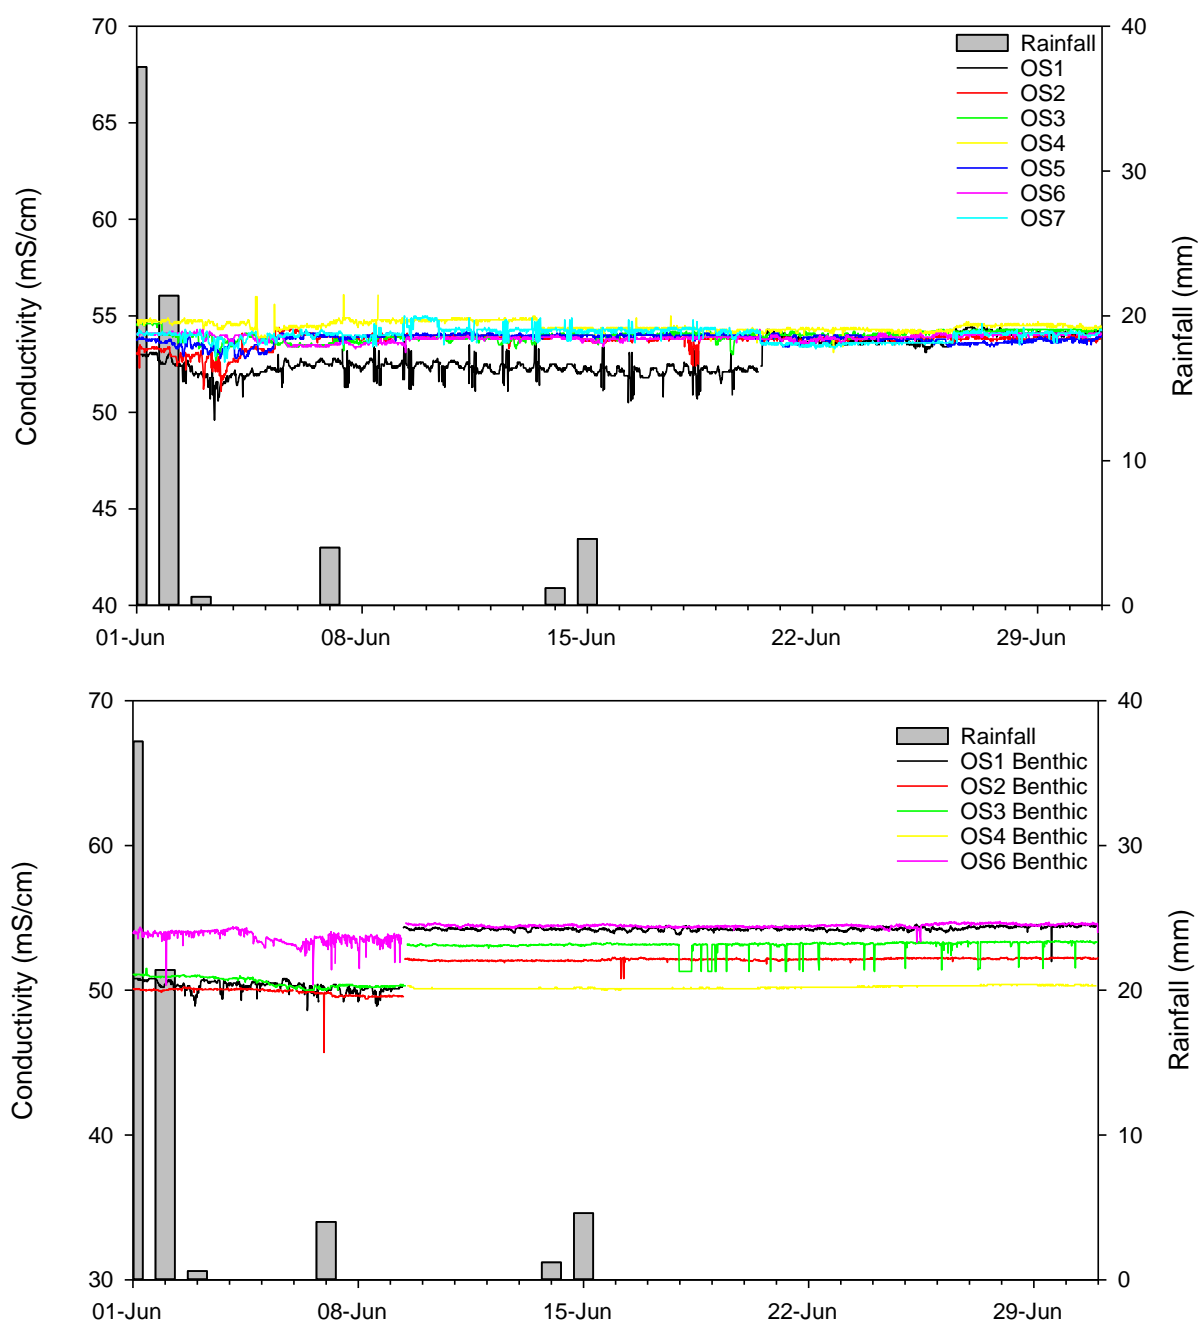 70
65
60
55
50
45
40
Conductivity (mS/cm)
40
30
20
10
0
Rainfall (mm)
Rainfall
OS1
OS2
OS3
OS4
OS5
OS6
OS7
01-Jun 08-Jun 15-Jun 22-Jun 29-Jun
70
60
50
40
30
Conductivity (mS/cm)
40
30
20
10
0
Rainfall (mm)
Rainfall
OS1 Benthic
OS2 Benthic
OS3 Benthic
OS4 Benthic
OS6 Benthic
01-Jun 08-Jun 15-Jun 22-Jun 29-Jun